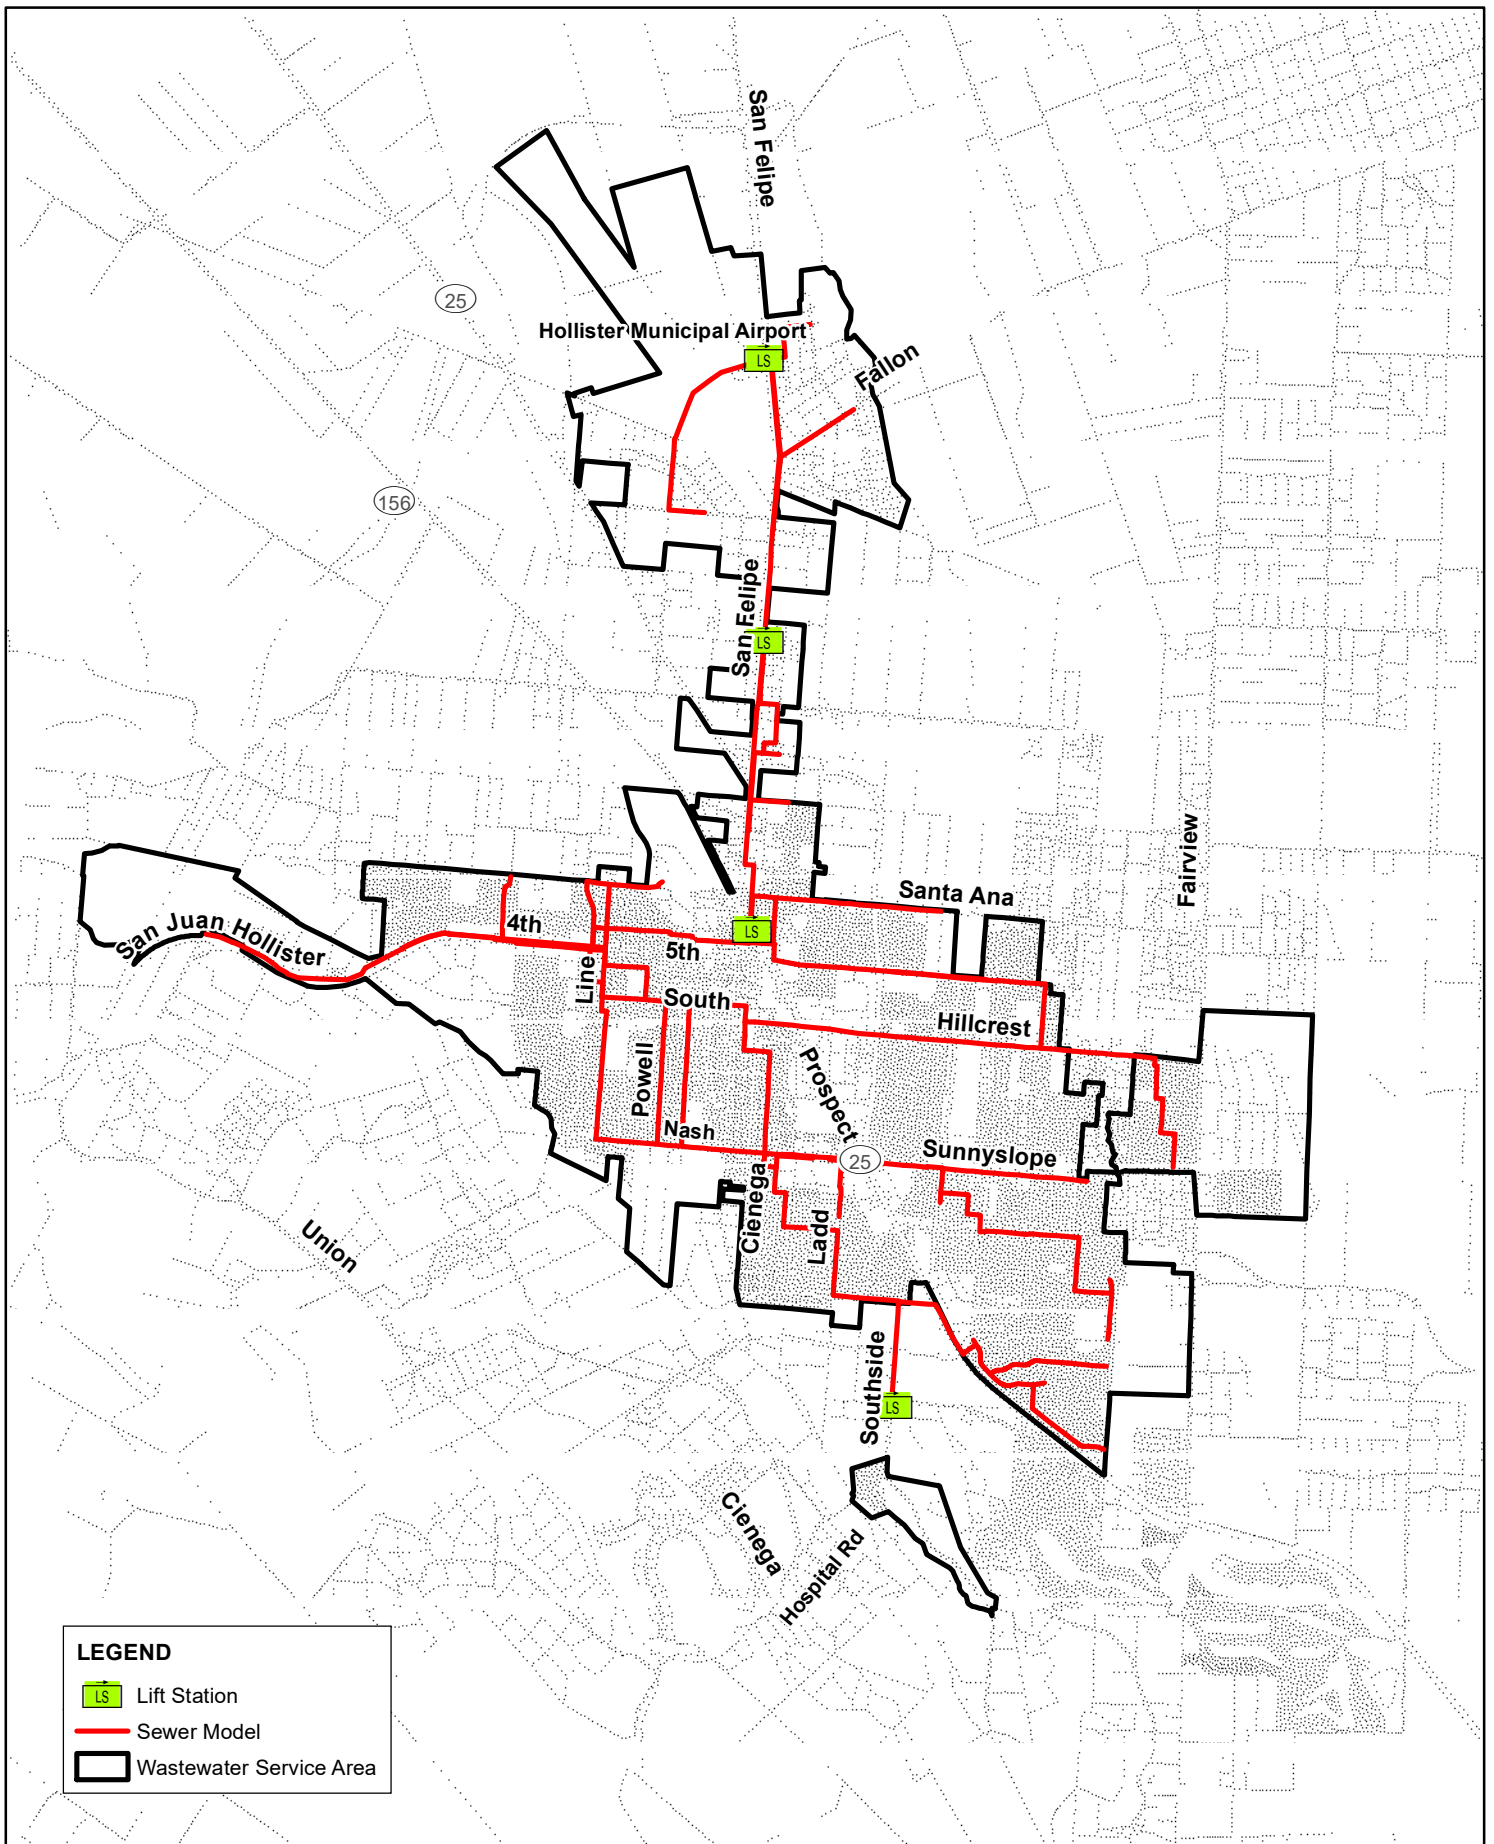 San Felipe
25
Hollister Municipal Airport
LS
Fallon
156
San Felipe
LS
Fairview
Santa Ana
San Juan Hollister
4th
LS
5th
Line
South
Hillcrest
Powell
Prospect
Nash
25
Sunnyslope
Cienega
Ladd
Union
Southside
LS
Cienega
Hospital Rd
LEGEND
LS Lift Station
Sewer Model
Wastewater Service Area